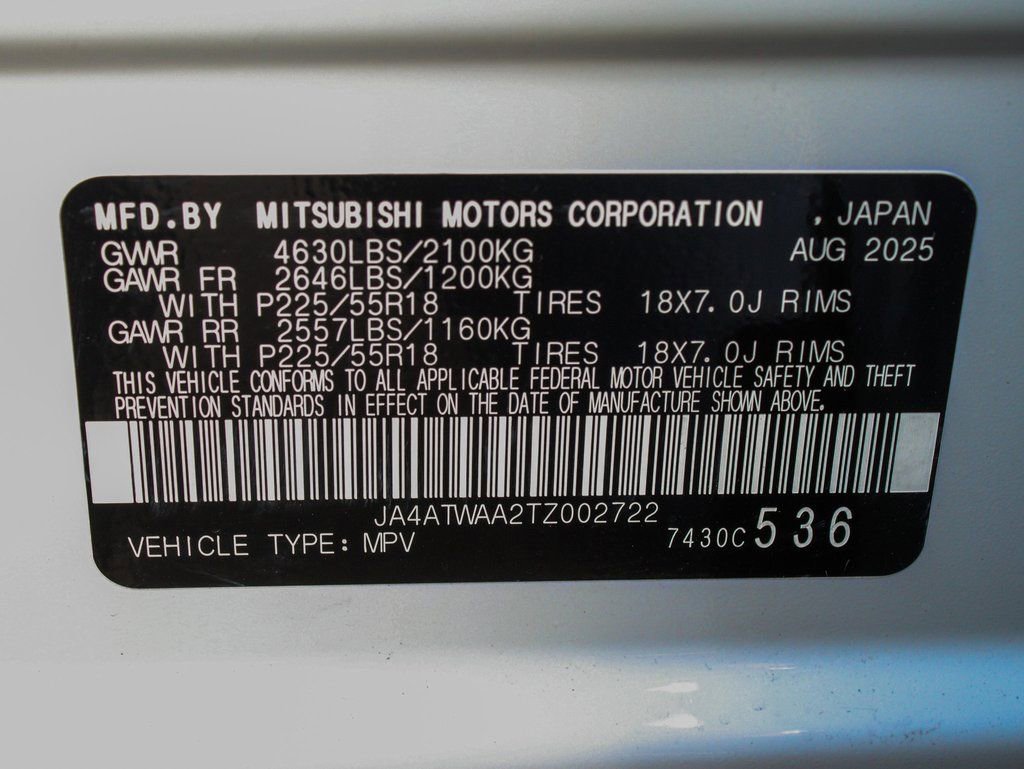 MFD.BY MITSUBISHI MOTORS CORPORATION , JAPAN
GWWR 4630LBS/2100KG AUG 2025
GAWR FR 2646LBS/1200KG
WITH P225/55R18 TIRES 18X7.0J RIMS
GAWR RR 2557LBS/1160KG
WITH P225/55R18 TIRES 18X7.0J RIMS
THIS VEHICLE CONFORMS TO ALL APPLICABLE FEDERAL MOTOR VEHICLE SAFETY AND THEFT
PREVENTION STANDARDS IN EFFECT ON THE DATE OF MANUFACTURE SHOWN ABOVE.
JA4ATWAA2TZ002722
VEHICLE TYPE: MPV 7430C 536